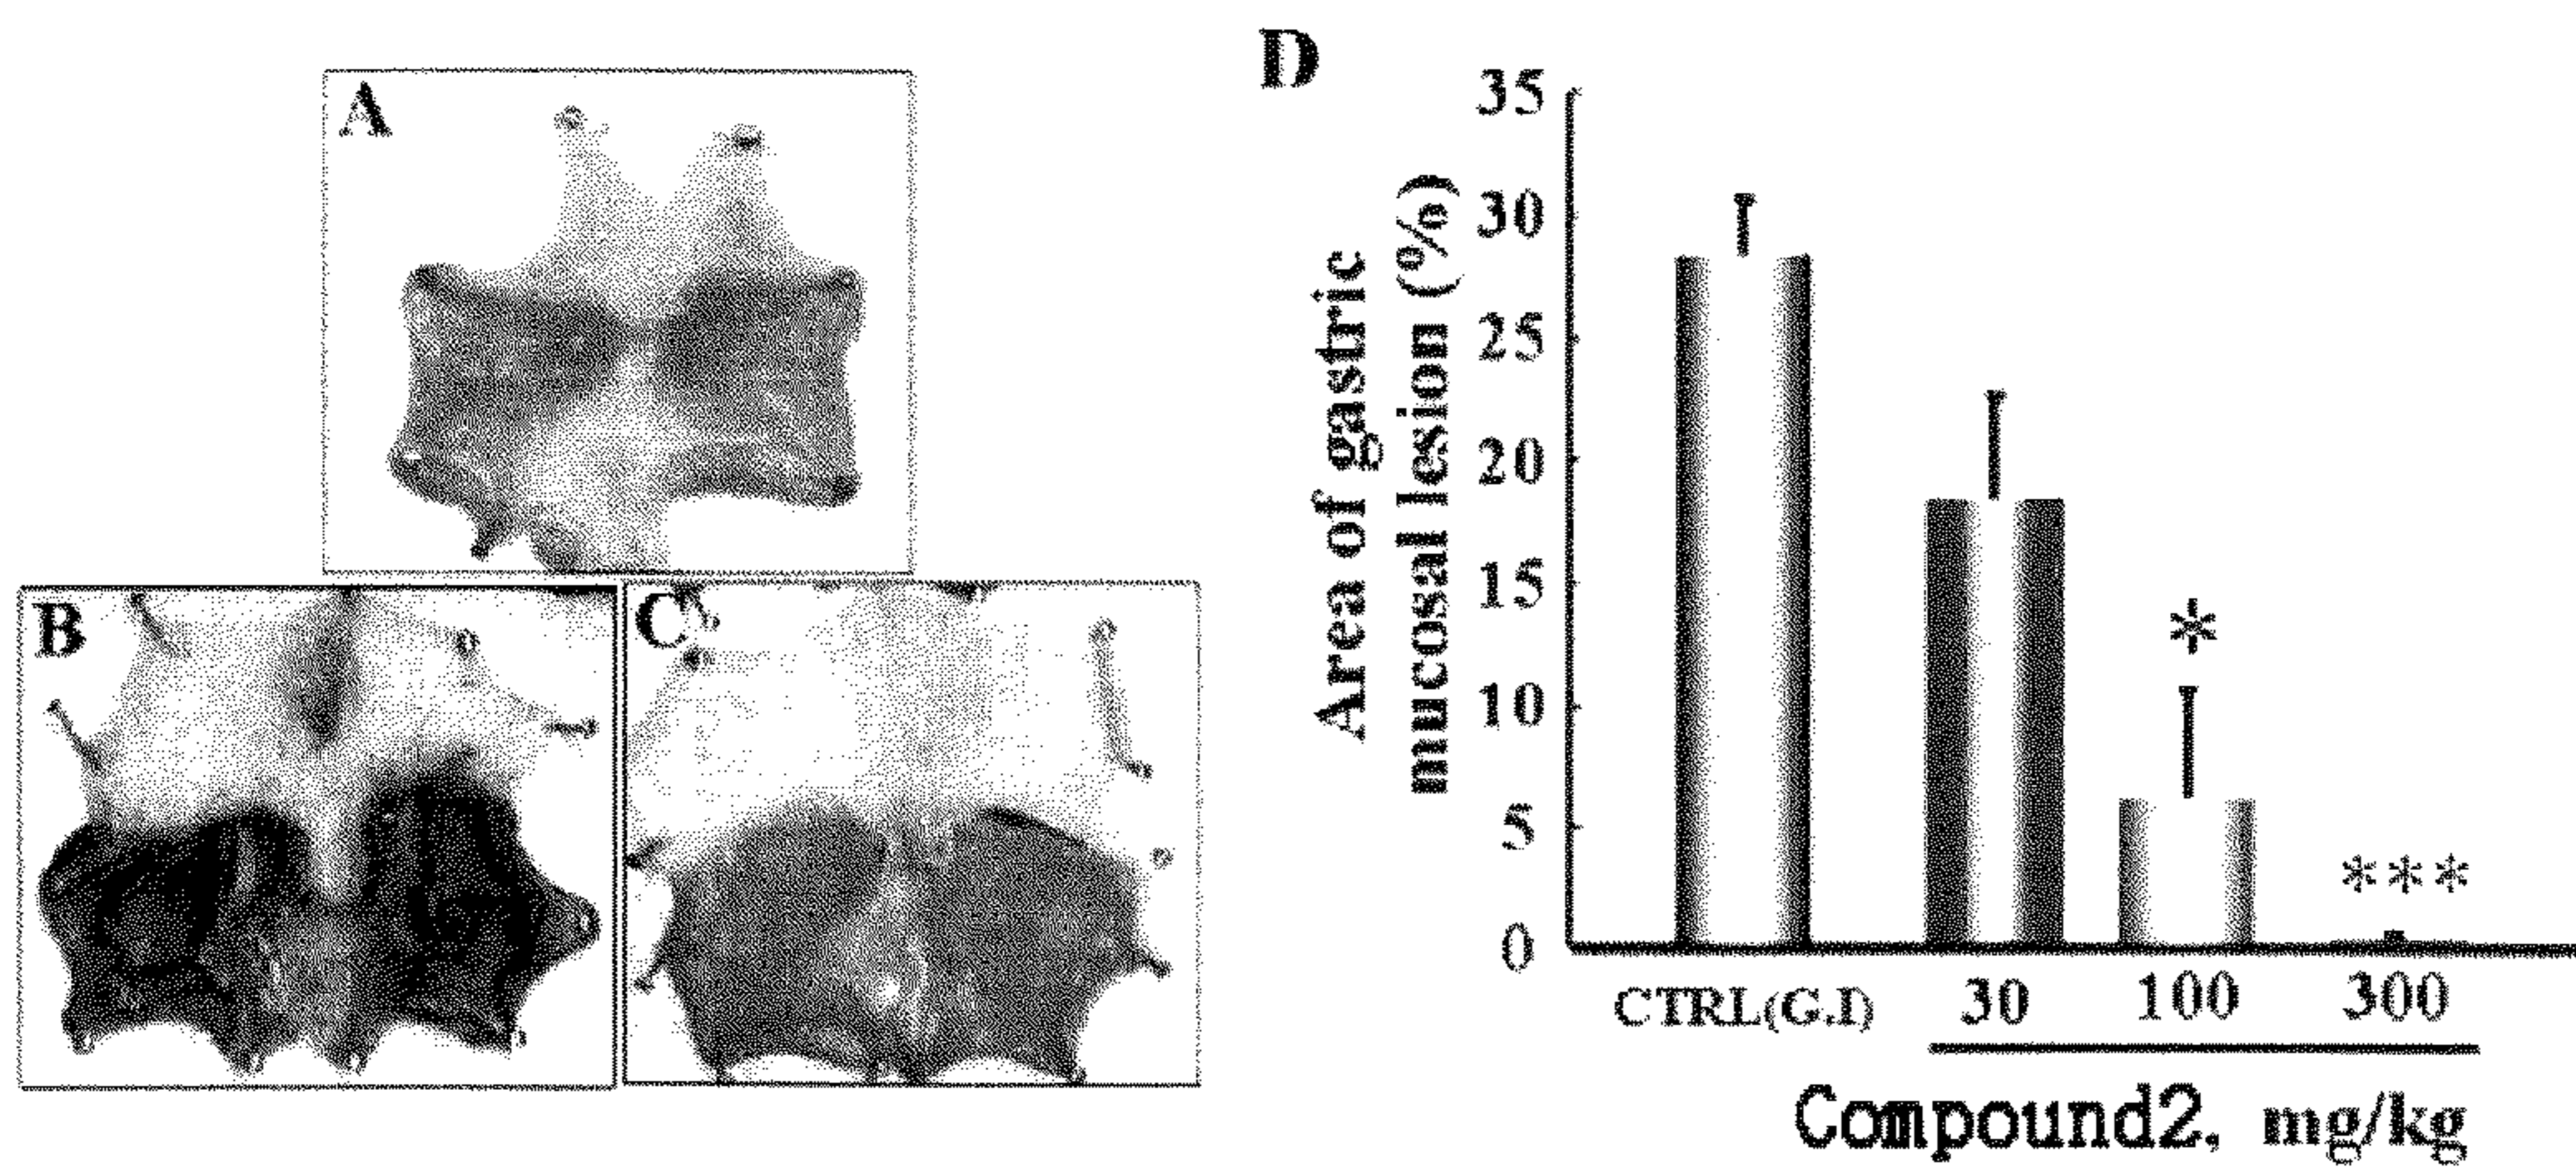 A
B
C
D
Area of gastric
mucosal lesion (%)
35
30
25
20
15
10
5
0
*
***
CTRL(G.I) 30 100 300
Compound2, mg/kg